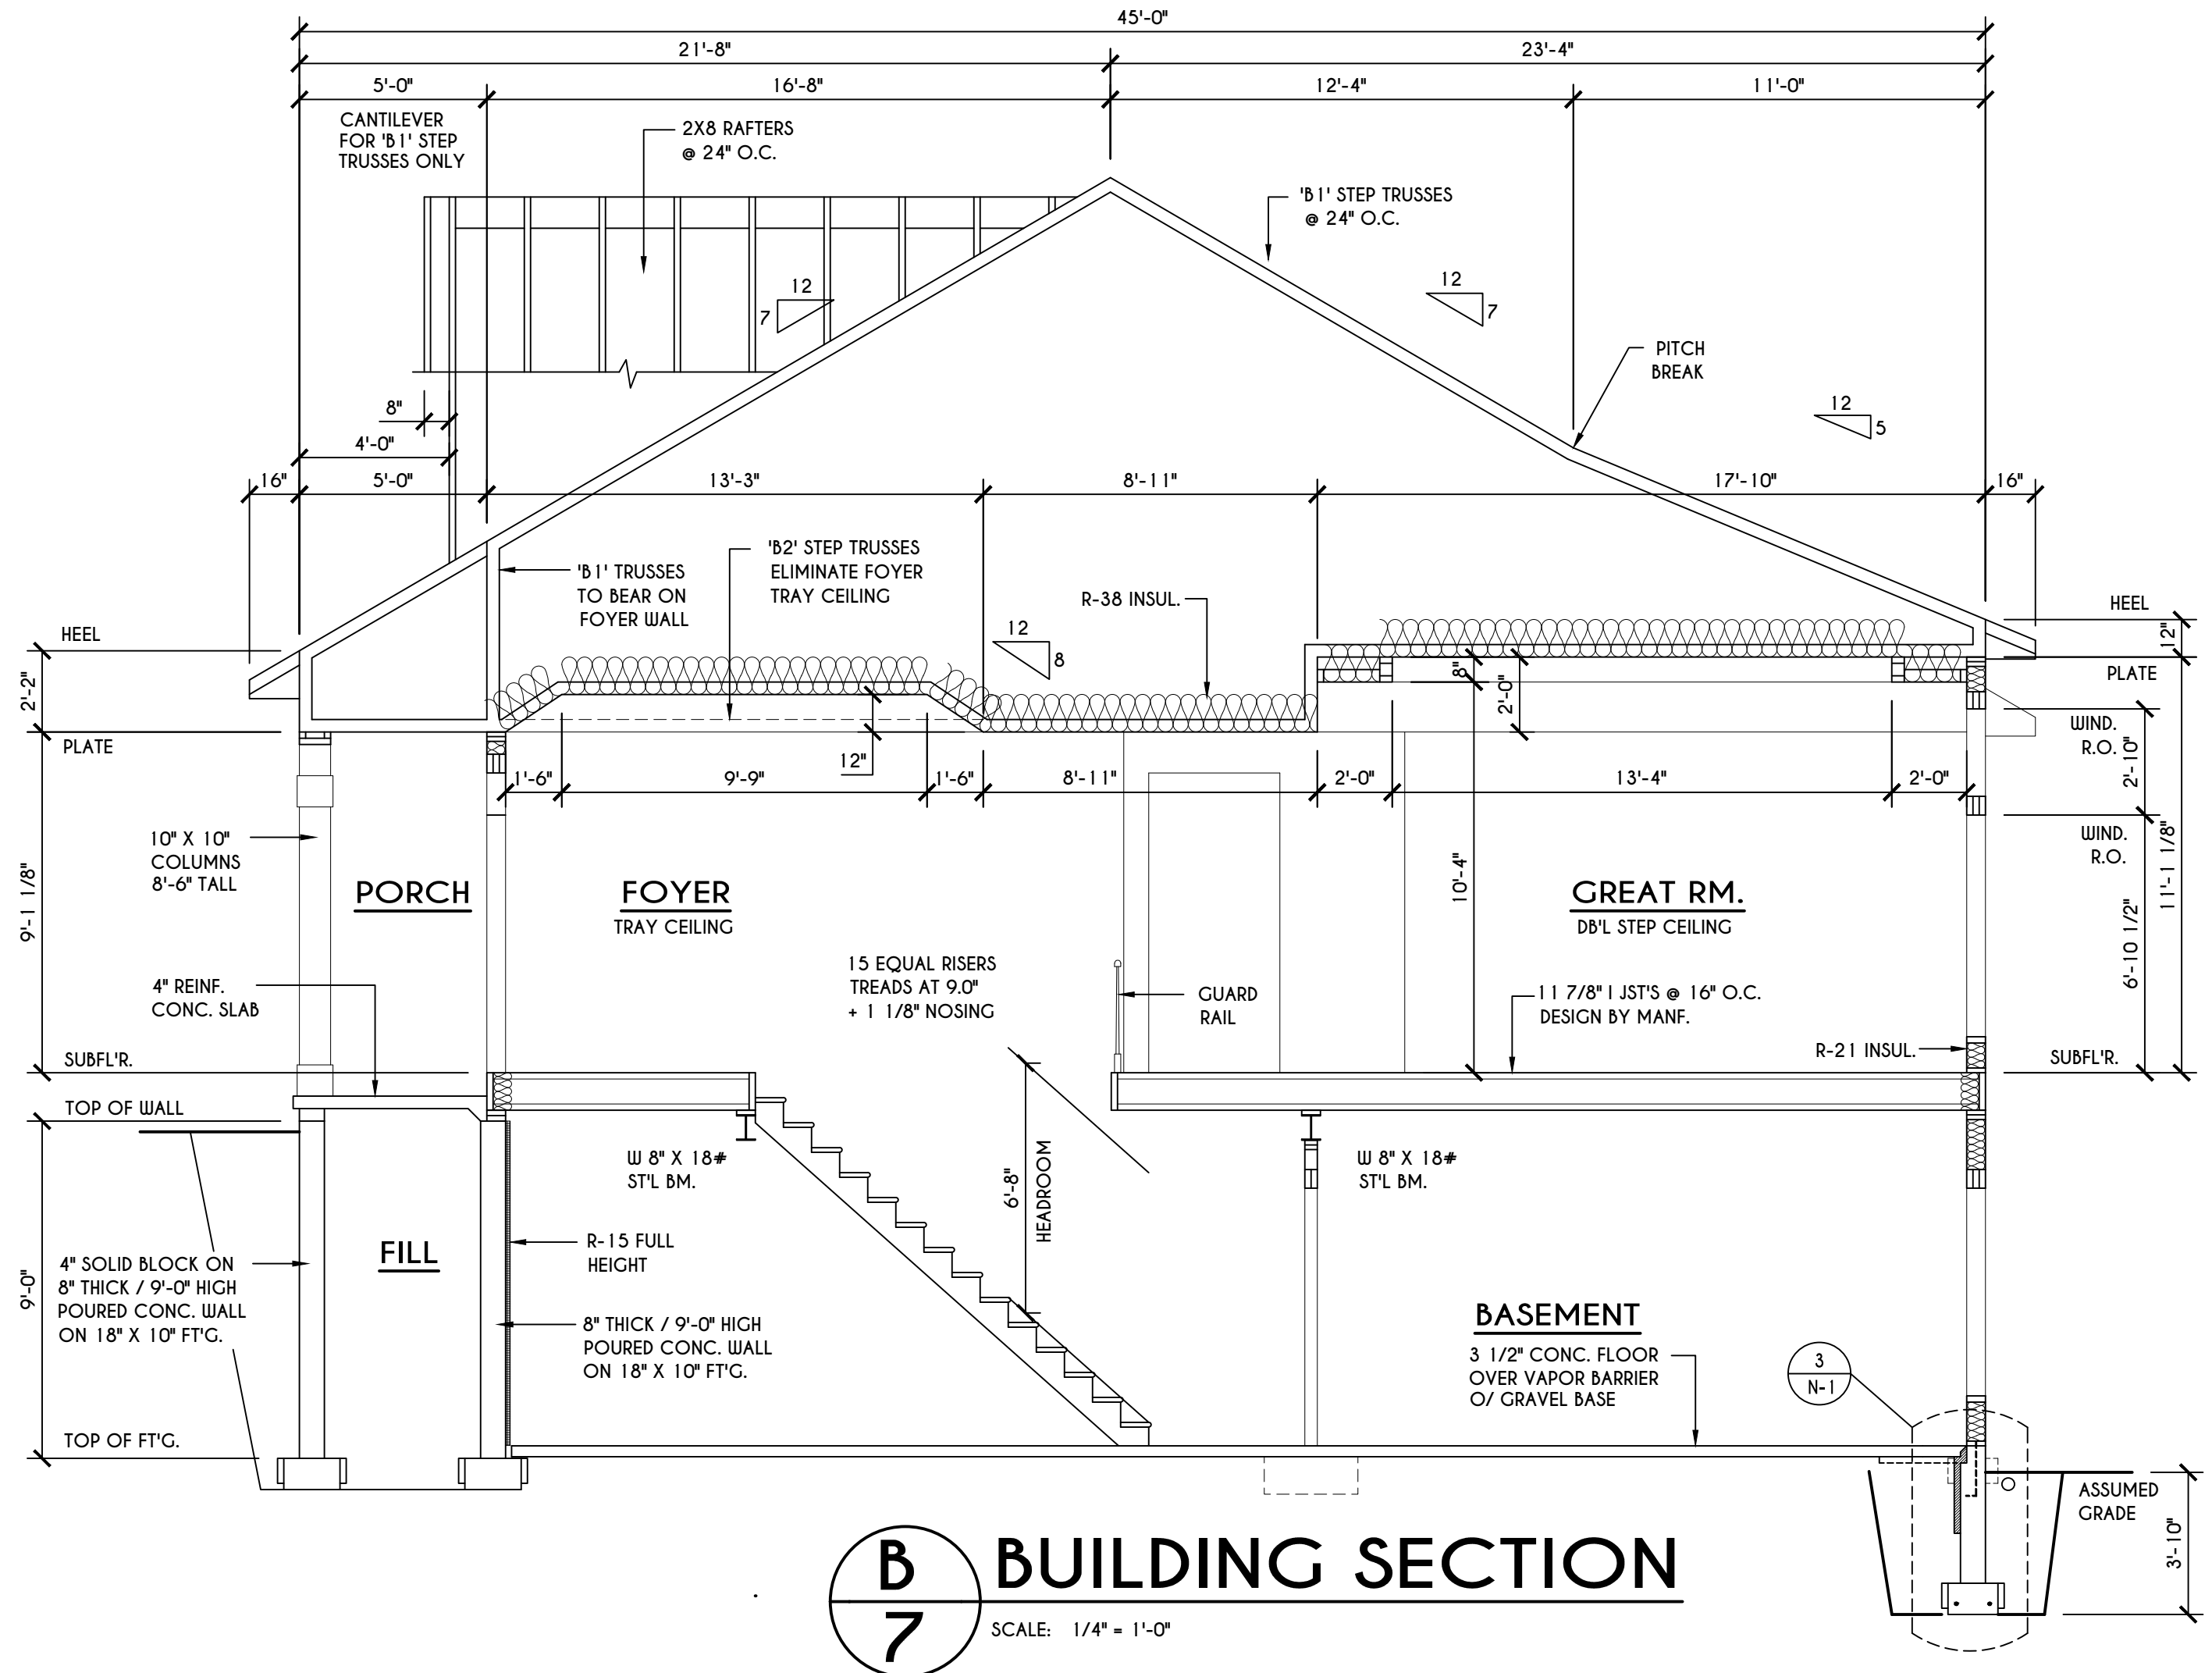 45'-0"
21'-8"
23'-4"
5'-0"
16'-8"
12'-4"
11'-0"
CANTILEVER
FOR 'B1' STEP
TRUSSES ONLY
2X8 RAFTERS
@ 24" O.C.
'B1' STEP TRUSSES
@ 24" O.C.
12
7
12
7
PITCH
BREAK
12
5
8"
4'-0"
16"
5'-0"
13'-3"
8'-11"
17'-10"
16"
'B1' TRUSSES
TO BEAR ON
FOYER WALL
'B2' STEP TRUSSES
ELIMINATE FOYER
TRAY CEILING
R-38 INSUL.
12
8
HEEL
2'-2"
PLATE
HEEL
12"
PLATE
8"
2'-0"
WIND.
R.O.
2'-10"
12"
1'-6"
9'-9"
1'-6"
8'-11"
2'-0"
13'-4"
2'-0"
WIND.
R.O.
10" X 10"
COLUMNS
8'-6" TALL
9'-1 1/8"
PORCH
FOYER
TRAY CEILING
10'-4"
GREAT RM.
DB'L STEP CEILING
6'-10 1/2"
11'-1 1/8"
4" REINF.
CONC. SLAB
15 EQUAL RISERS
TREADS AT 9.0"
+ 1 1/8" NOSING
GUARD
RAIL
11 7/8" I JST'S @ 16" O.C.
DESIGN BY MANF.
R-21 INSUL.
SUBFL'R.
SUBFL'R.
TOP OF WALL
W 8" X 18#
ST'L BM.
6'-8"
HEADROOM
W 8" X 18#
ST'L BM.
FILL
R-15 FULL
HEIGHT
4" SOLID BLOCK ON
8" THICK / 9'-0" HIGH
POURED CONC. WALL
ON 18" X 10" FT'G.
9'-0"
8" THICK / 9'-0" HIGH
POURED CONC. WALL
ON 18" X 10" FT'G.
BASEMENT
3 1/2" CONC. FLOOR
OVER VAPOR BARRIER
O/ GRAVEL BASE
3
N-1
TOP OF FT'G.
ASSUMED
GRADE
3'-10"
B
7
BUILDING SECTION
SCALE: 1/4" = 1'-0"